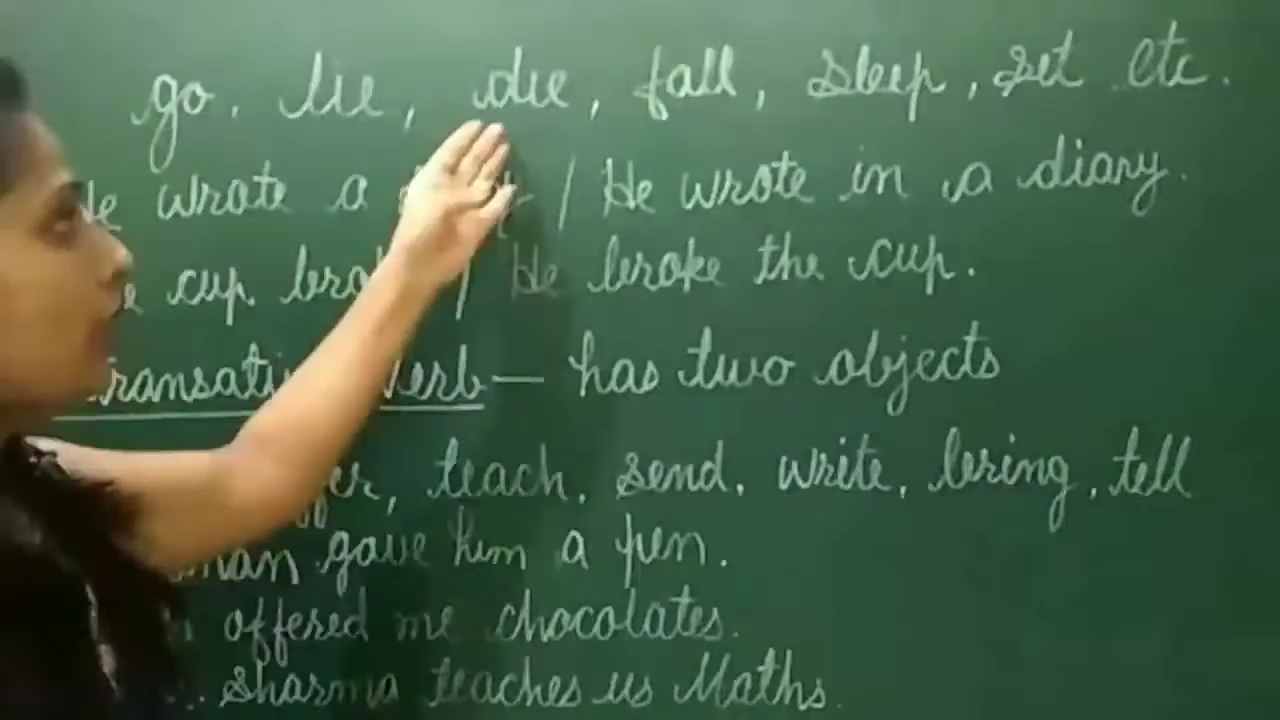 go, lie, die, fall, sleep, set etc.
wrote a / He wrote in a diary.
cup / He broke the cup.
verb — has two objects
teach, send, write, bring, tell
gave him a pen.
offered me chocolates.
Sharma teaches us Maths.